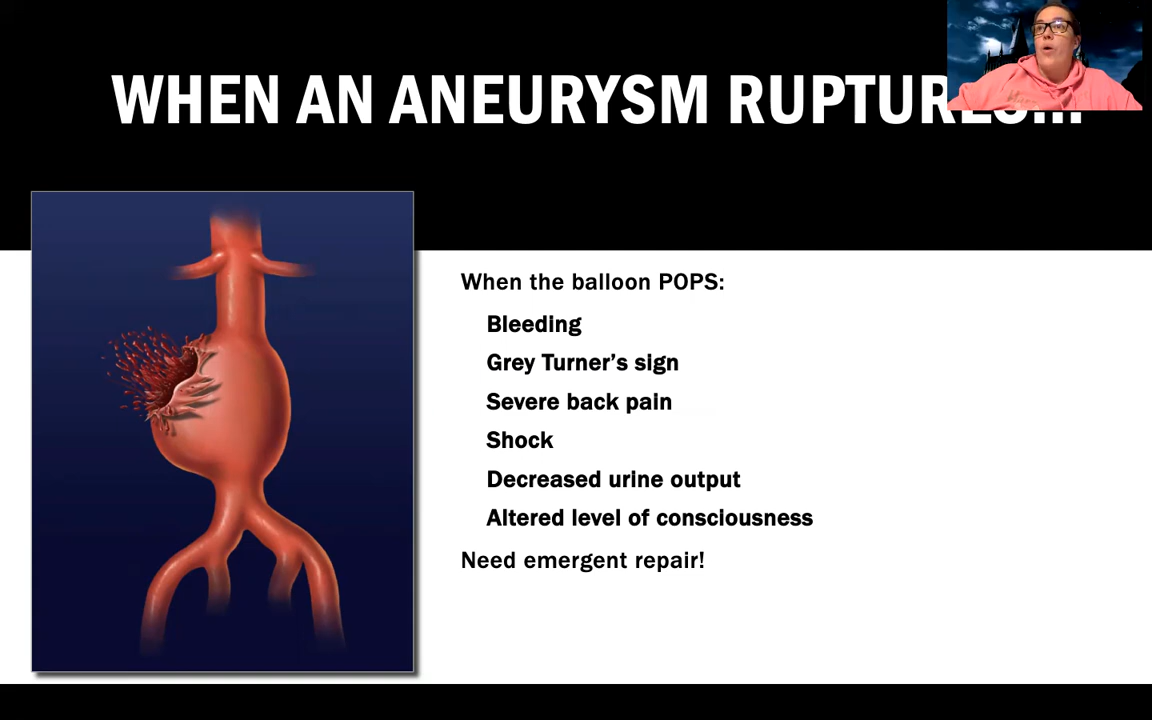 WHEN AN ANEURYSM RUPTURES...
When the balloon POPS:
Bleeding
Grey Turner’s sign
Severe back pain
Shock
Decreased urine output
Altered level of consciousness
Need emergent repair!